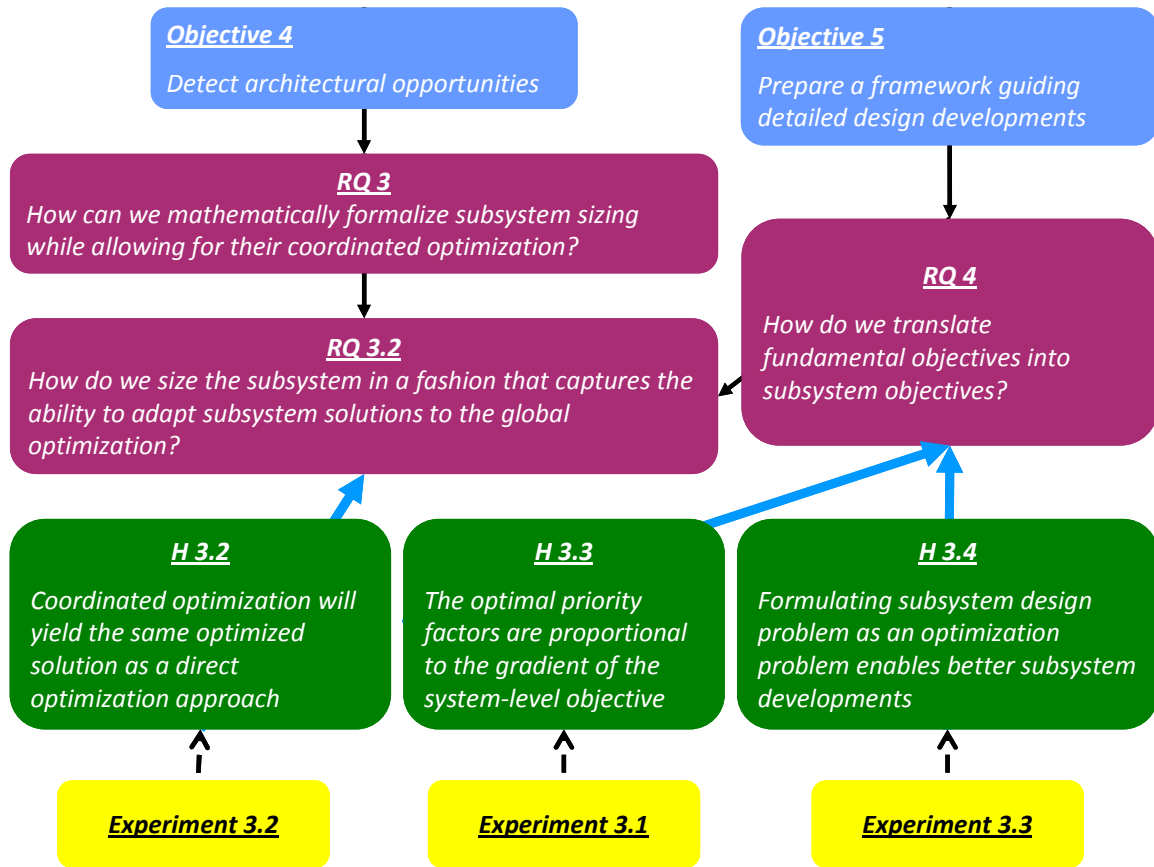 Objective 4
Detect architectural opportunities
Objective 5
Prepare a framework guiding
detailed design developments
RQ 3
How can we mathematically formalize subsystem sizing
while allowing for their coordinated optimization?
RQ 4
How do we translate
fundamental objectives into
subsystem objectives?
RQ 3.2
How do we size the subsystem in a fashion that captures the
ability to adapt subsystem solutions to the global
optimization?
H 3.2
Coordinated optimization will
yield the same optimized
solution as a direct
optimization approach
H 3.3
The optimal priority
factors are proportional
to the gradient of the
system-level objective
H 3.4
Formulating subsystem design
problem as an optimization
problem enables better subsystem
developments
Experiment 3.2
Experiment 3.1
Experiment 3.3